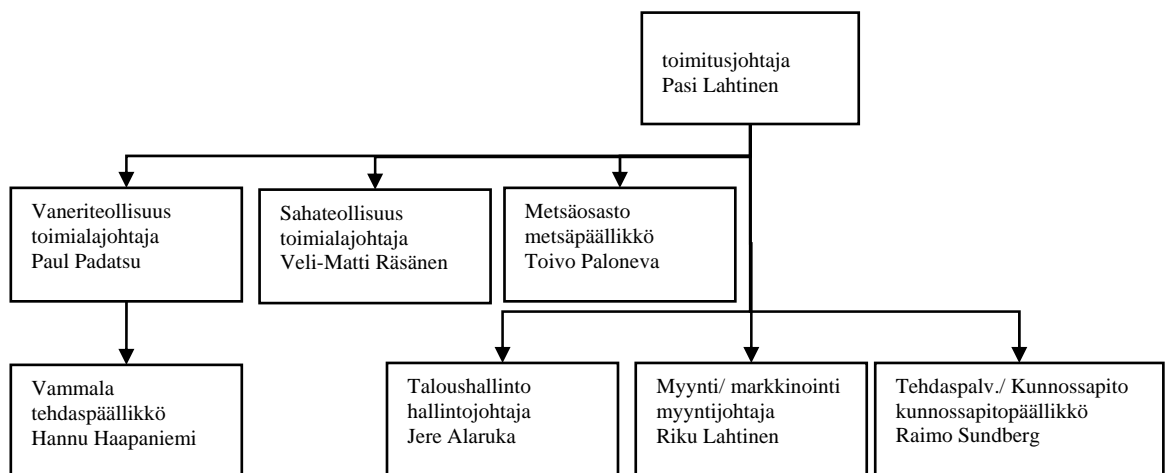 toimitusjohtaja
Pasi Lahtinen
Vaneriteollisuus
toimialajohtaja
Paul Padatsu
Sahateollisuus
toimialajohtaja
Veli-Matti Räsänen
Metsäosasto
metsäpäällikkö
Toivo Paloneva
Vammala
tehdaspäällikkö
Hannu Haapaniemi
Taloushallinto
hallintojohtaja
Jere Alaruka
Myynti/ markkinointi
myyntijohtaja
Riku Lahtinen
Tehdaspalv./ Kunnossapito
kunnossapitopäällikkö
Raimo Sundberg